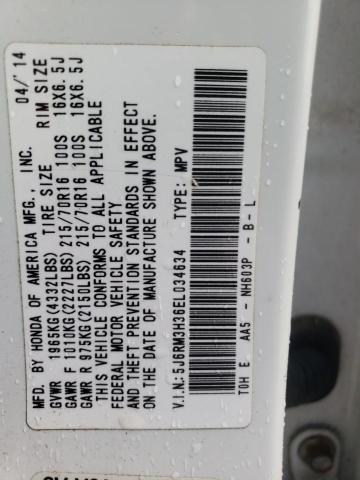 MFD. BY HONDA OF AMERICA MFG., INC. 04/'14
GVWR 1965KG(4332LBS) TIRE SIZE RIM SIZE
GAWR F 1010KG(2227LBS) 215/70R16 100S 16X6.5J
GAWR R 975KG(2150LBS) 215/70R16 100S 16X6.5J
THIS VEHICLE CONFORMS TO ALL APPLICABLE
FEDERAL MOTOR VEHICLE SAFETY
AND THEFT PREVENTION STANDARDS IN EFFECT
ON THE DATE OF MANUFACTURE SHOWN ABOVE.
V.I.N.: 5J6RM3H36EL034634 TYPE: MPV
TOH E AA5 - NH603P - B - L